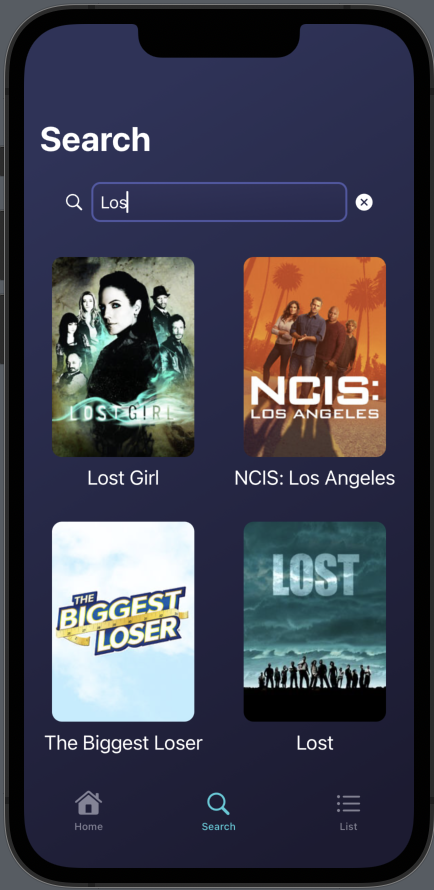 Search
Los
LOST GIRL
NCIS:
LOS ANGELES
Lost Girl
NCIS: Los Angeles
THE
BIGGEST
LOSER
LOST
The Biggest Loser
Lost
Home
Search
List